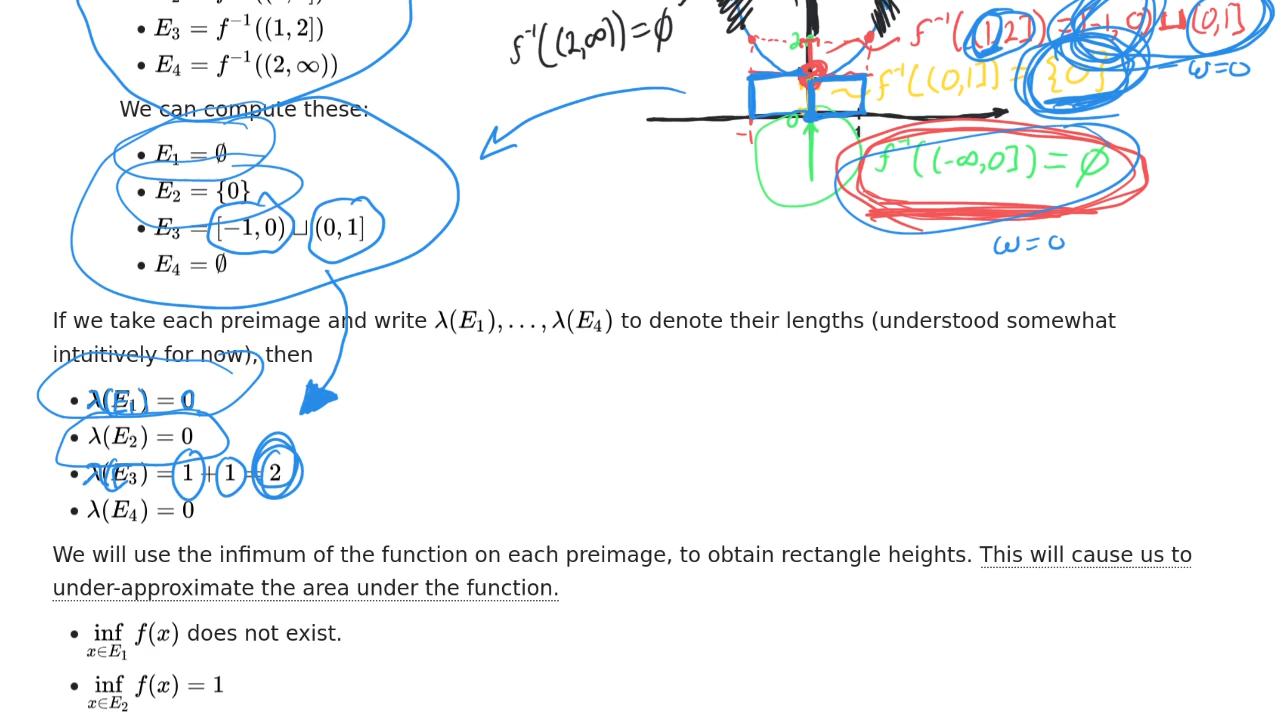 • E₃ = f⁻¹((1, 2])
• E₄ = f⁻¹((2, ∞))
We can compute these:
• E₁ = ∅
• E₂ = {0}
• E₃ = [−1, 0) ⊔ (0, 1]
• E₄ = ∅
f⁻¹((2,∞)) = ∅
2
0
-1
f⁻¹((1,2]) = [-1, 0) ⊔ (0,1]
ω=0
~ f⁻¹((0,1]) = {0}
f⁻¹((-∞,0]) = ∅
ω=0
If we take each preimage and write λ(E₁), . . . , λ(E₄) to denote their lengths (understood somewhat
intuitively for now), then
• λ(E₁) = 0
• λ(E₂) = 0
• λ(E₃) = 1 + 1 = 2
• λ(E₄) = 0
We will use the infimum of the function on each preimage, to obtain rectangle heights. This will cause us to
under-approximate the area under the function.
• inf f(x) does not exist.
x∈E₁
• inf f(x) = 1
x∈E₂